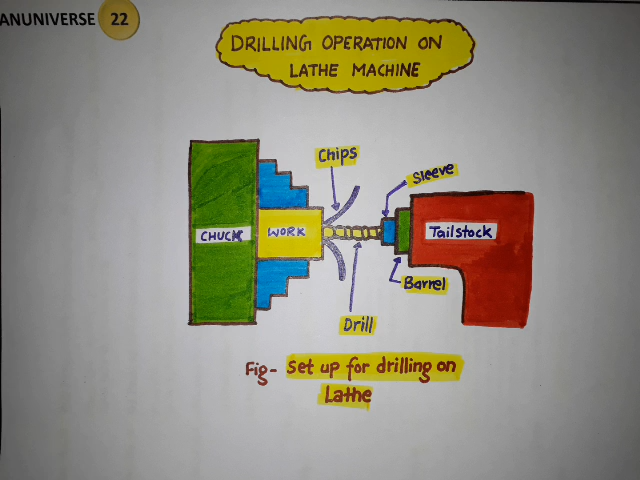 ANUNIVERSE 22
DRILLING OPERATION ON
LATHE MACHINE
Chips
Sleeve
CHUCK
WORK
Tailstock
Barrel
Drill
Fig- Set up for drilling on
Lathe